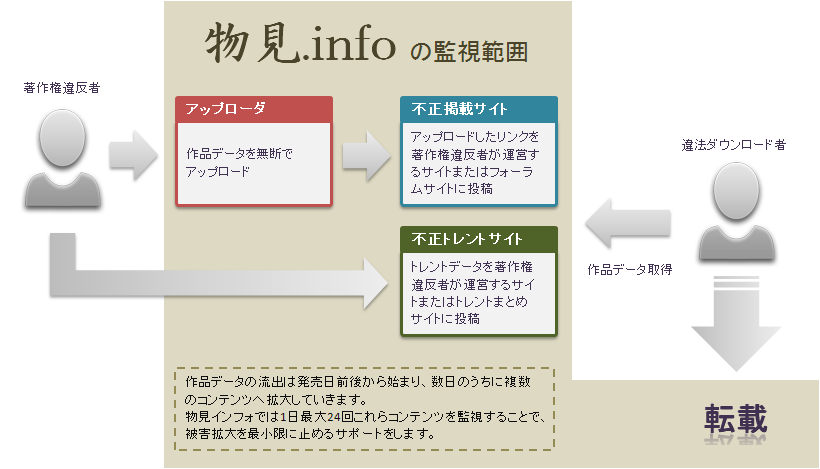 物見.info の監視範囲
著作権違反者
アップローダ
作品データを無断で
アップロード
不正掲載サイト
アップロードしたリンクを
著作権違反者が運営す
るサイトまたはフォーラ
ムサイトに投稿
違法ダウンロード者
不正トレントサイト
トレントデータを著作権
違反者が運営するサイ
トまたはトレントまとめ
サイトに投稿
作品データ取得
作品データの流出は発売日前後から始まり、数日のうちに複数
のコンテンツへ拡大していきます。
物見インフォでは1日最大24回これらコンテンツを監視することで、
被害拡大を最小限に止めるサポートをします。
転載